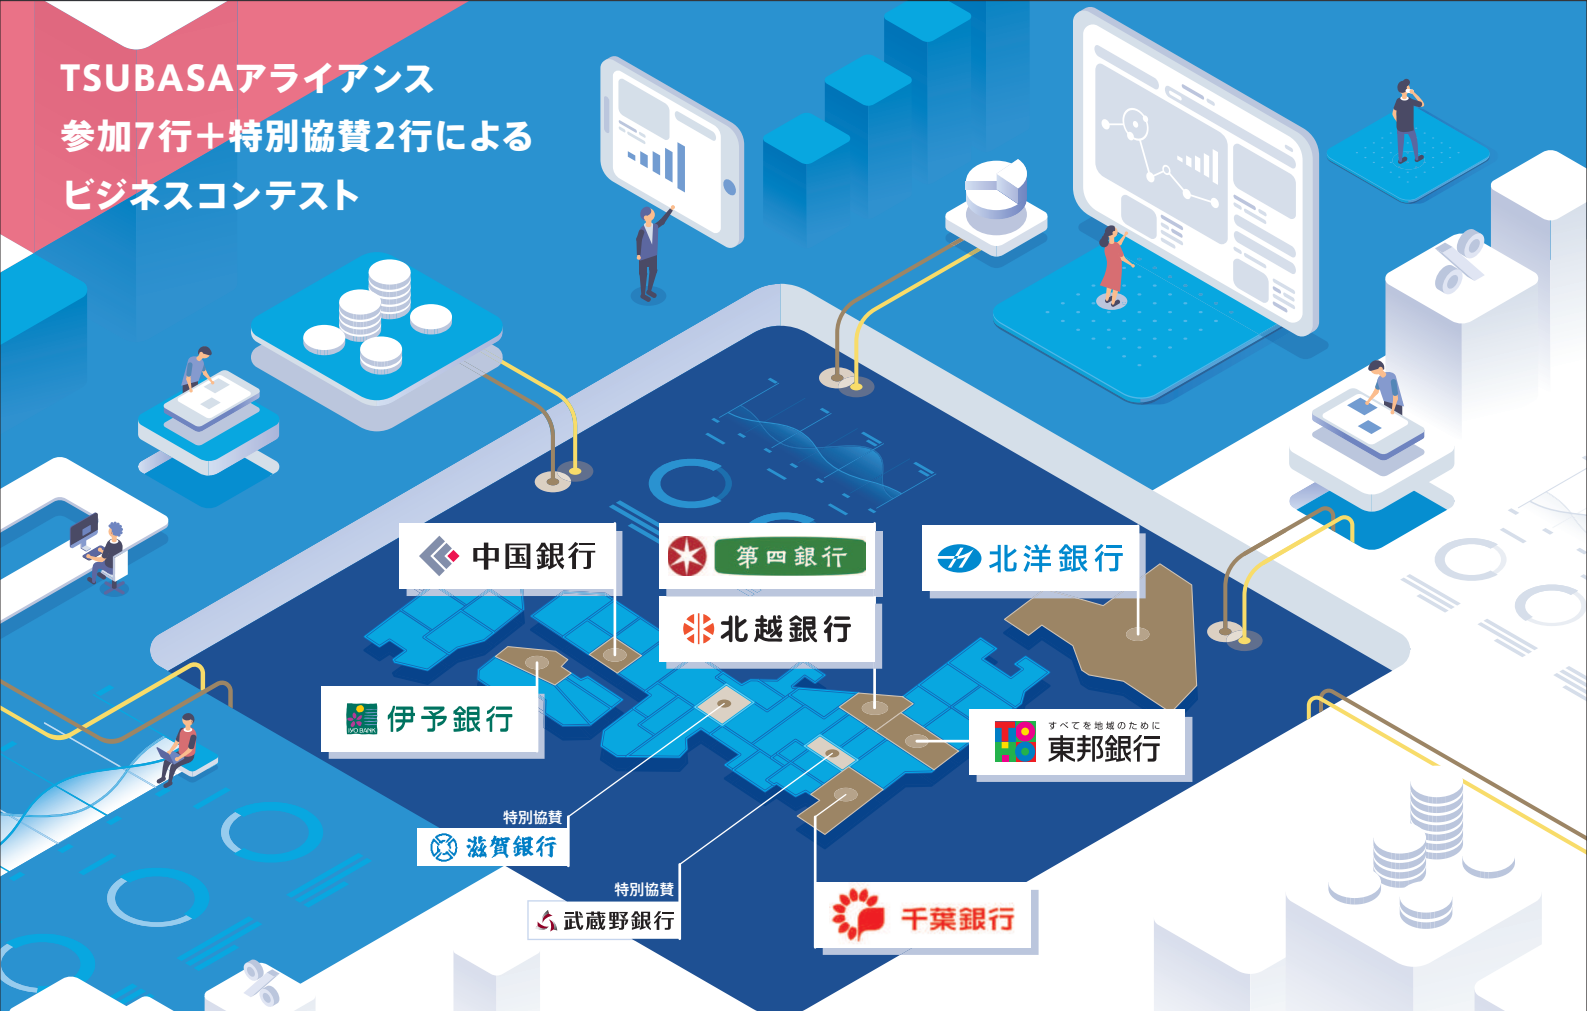 TSUBASAアライアンス
参加7行＋特別協賛2行による
ビジネスコンテスト
中国銀行
第四銀行
北洋銀行
北越銀行
伊予銀行
IYO BANK
TOHO
すべてを地域のために
東邦銀行
特別協賛
滋賀銀行
特別協賛
武蔵野銀行
千葉銀行